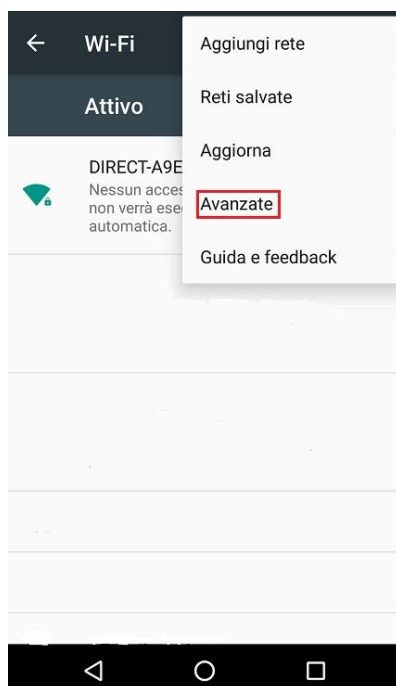 Wi-Fi
Attivo
DIRECT-A9E
Nessun acces
non verrà ese
automatica.
Aggiungi rete
Reti salvate
Aggiorna
Avanzate
Guida e feedback